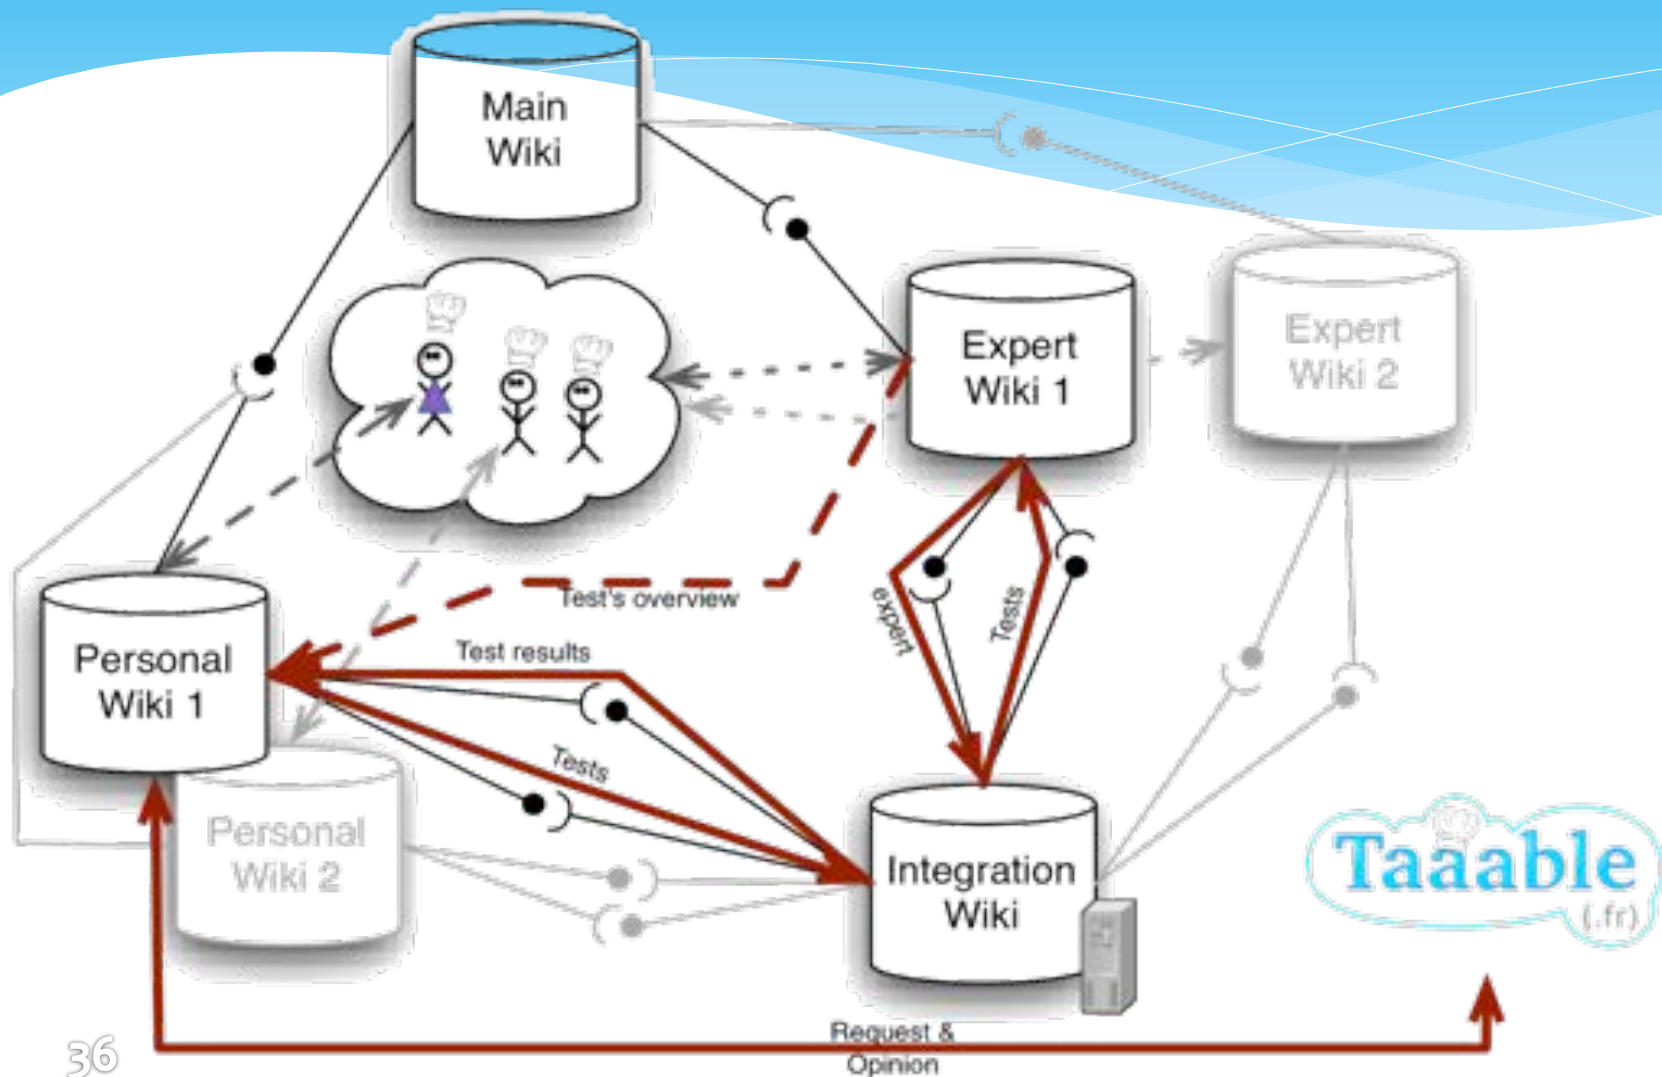 Main
Wiki
Expert
Wiki 1
Expert
Wiki 2
Test's overview
expert
Tests
Personal
Wiki 1
Test results
Tests
Personal
Wiki 2
Integration
Wiki
Taaable
(.fr)
Request &
Opinion
36